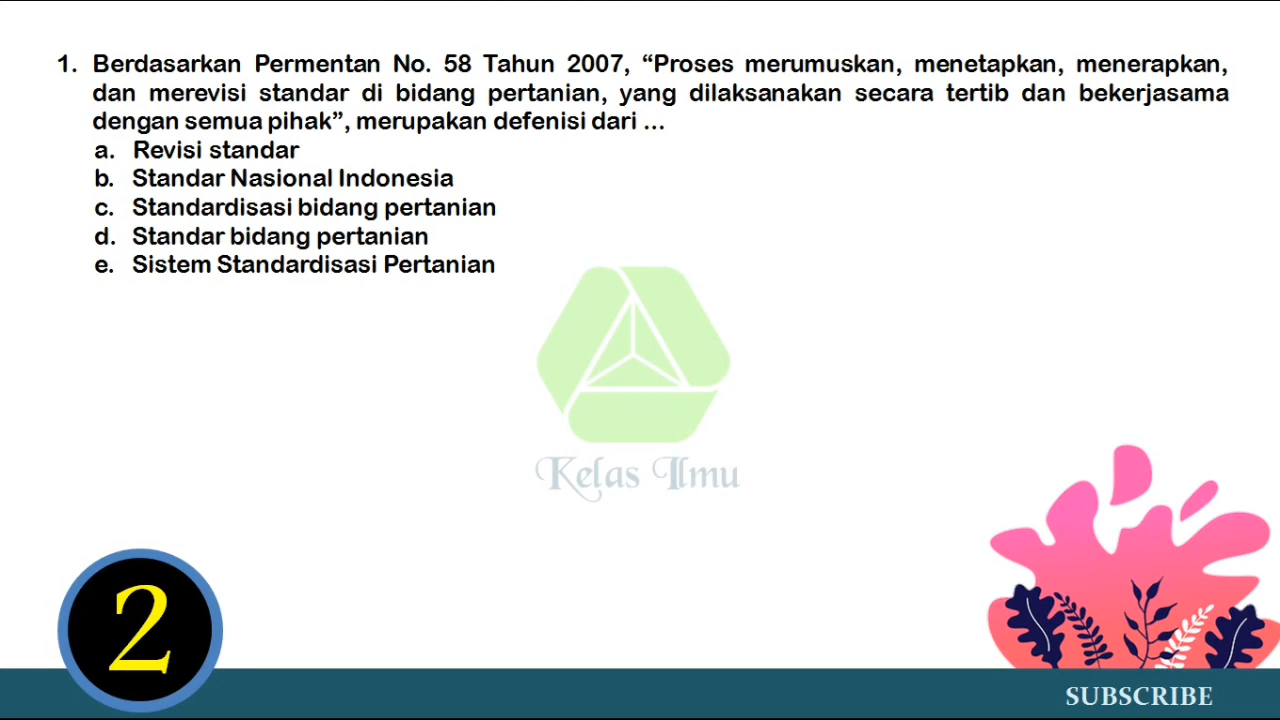 1. Berdasarkan Permentan No. 58 Tahun 2007, “Proses merumuskan, menetapkan, menerapkan,
dan merevisi standar di bidang pertanian, yang dilaksanakan secara tertib dan bekerjasama
dengan semua pihak”, merupakan defenisi dari ...
a. Revisi standar
b. Standar Nasional Indonesia
c. Standardisasi bidang pertanian
d. Standar bidang pertanian
e. Sistem Standardisasi Pertanian
Kelas Ilmu
2
SUBSCRIBE